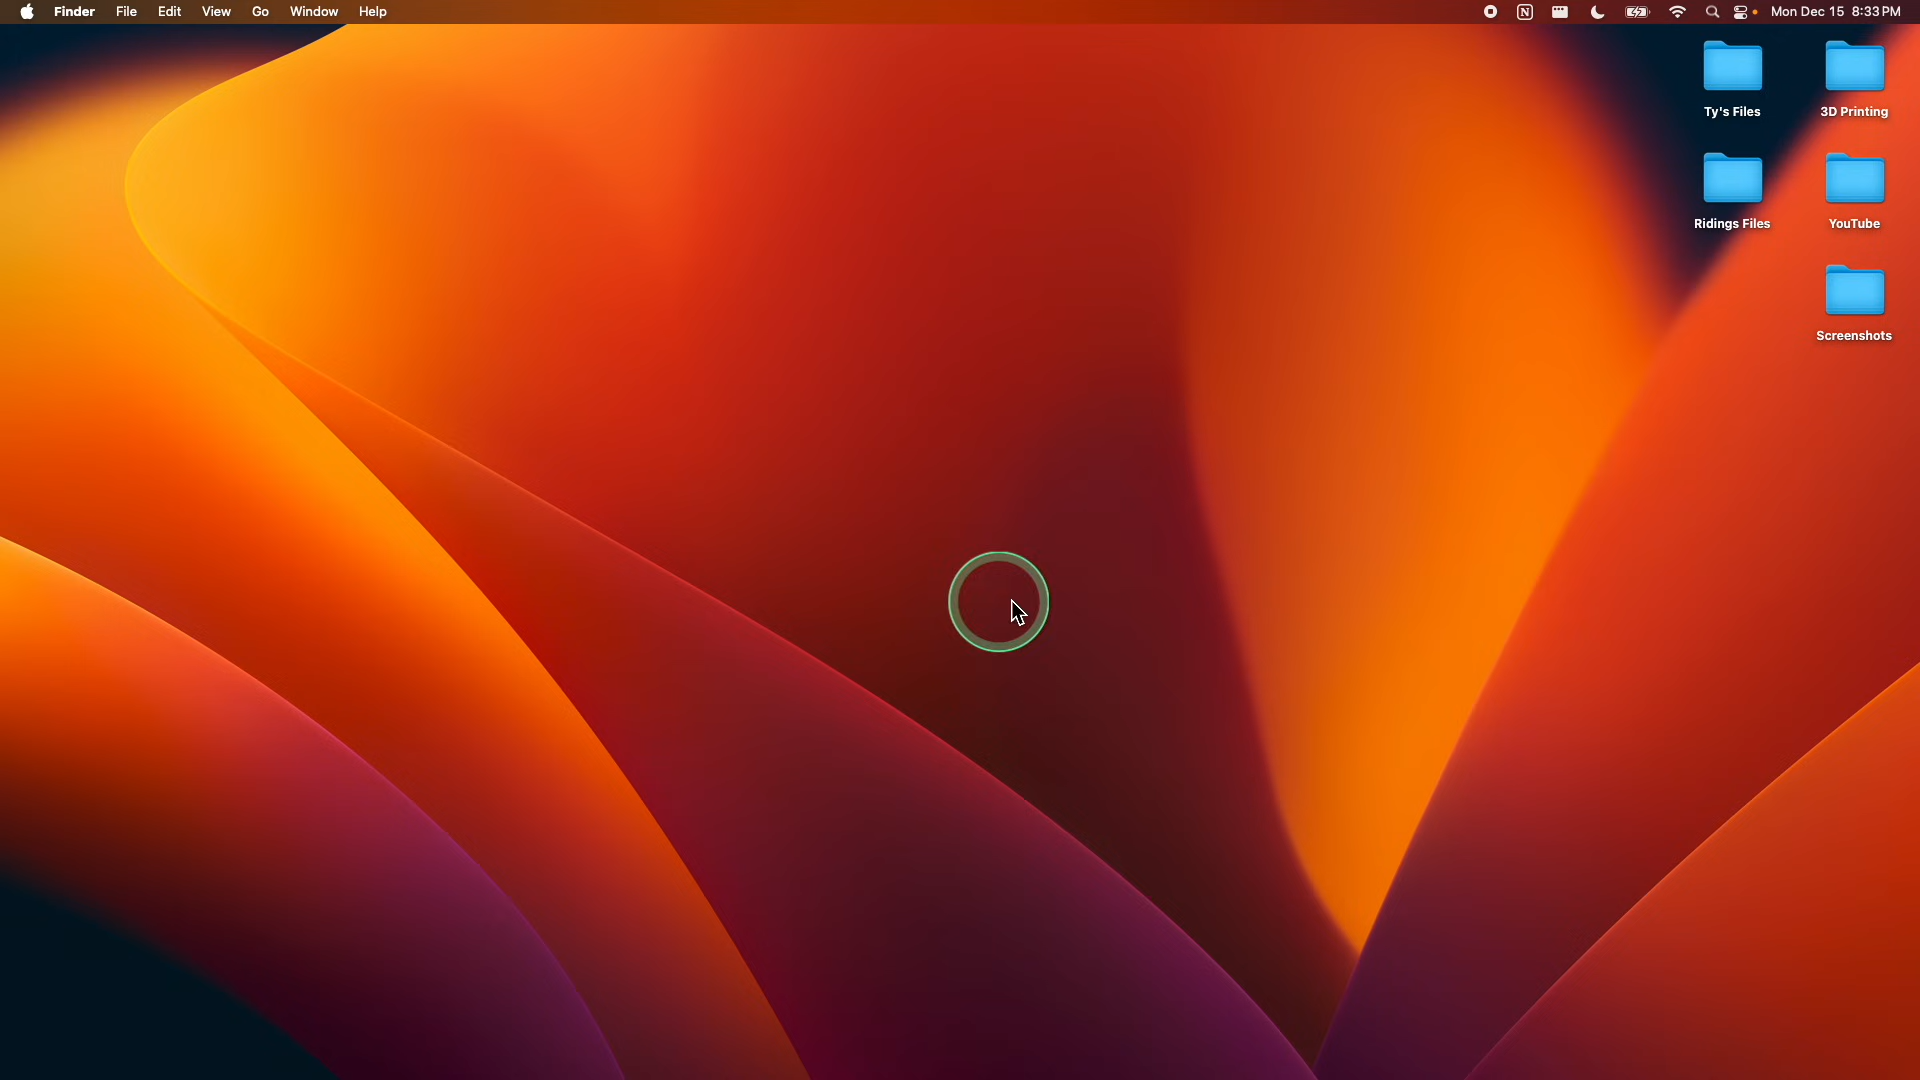 Finder File Edit View Go Window Help N Mon Dec 15 8:33 PM
Ty's Files 3D Printing
Ridings Files YouTube
Screenshots